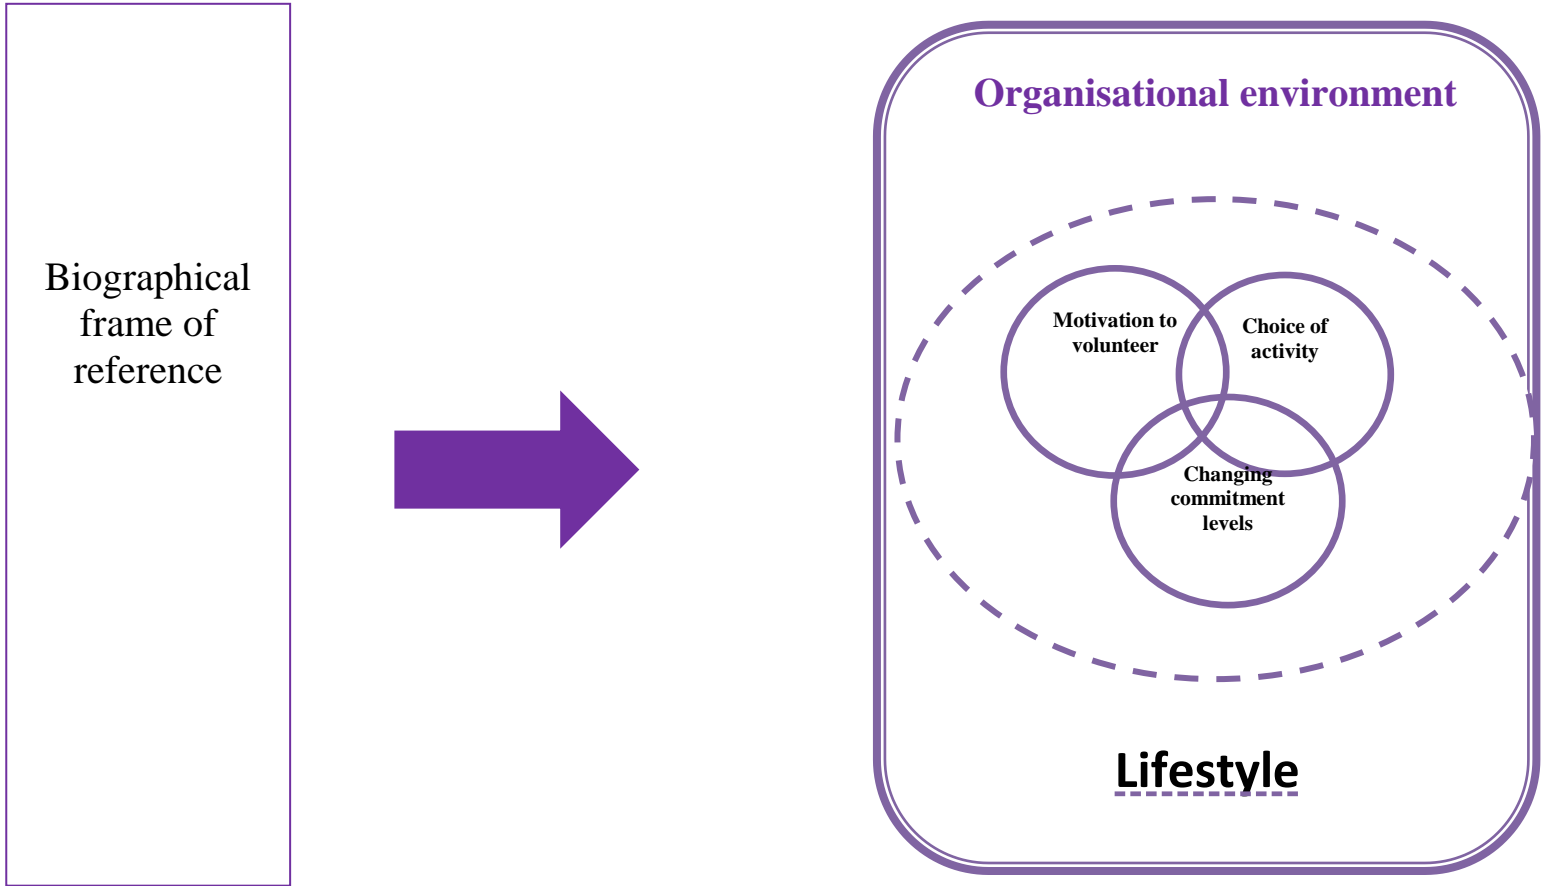 Biographical
frame of
reference
Organisational environment
Motivation to
volunteer
Choice of
activity
Changing
commitment
levels
Lifestyle